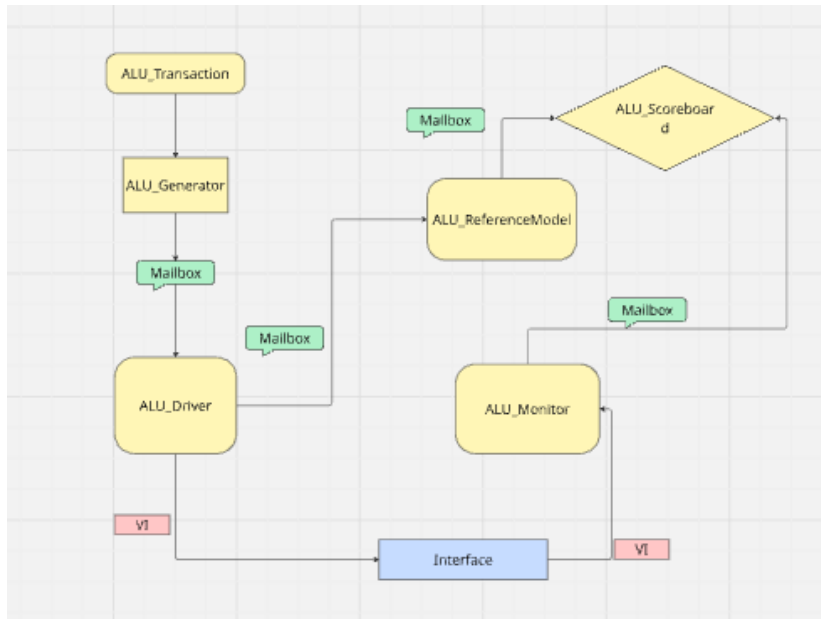 ALU_Transaction
Mailbox
ALU_Scoreboar
d
ALU_Generator
ALU_ReferenceModel
Mailbox
Mailbox
Mailbox
ALU_Driver
ALU_Monitor
VI
Interface
VI